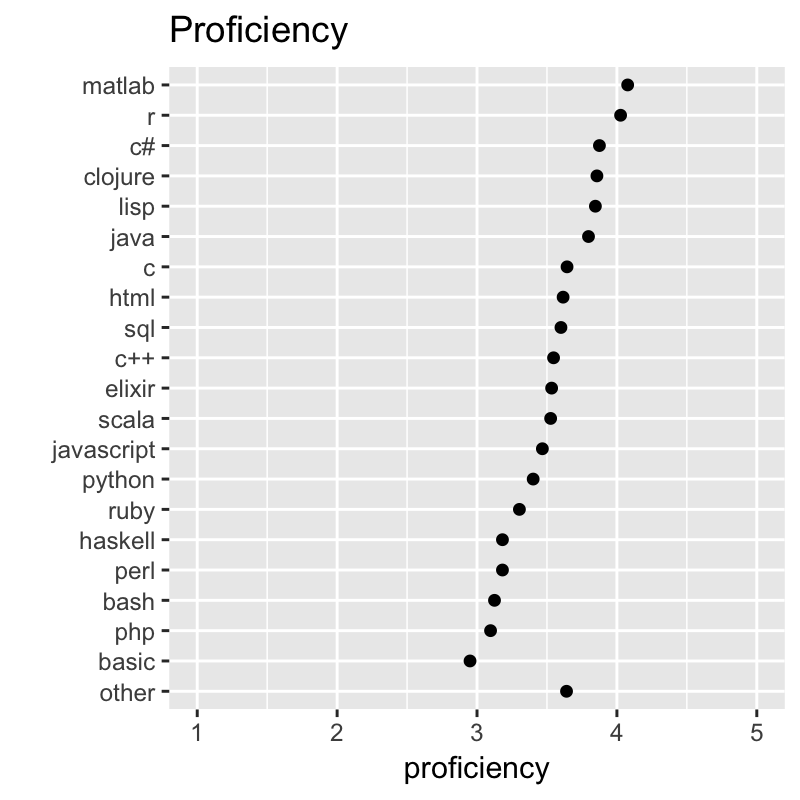 Proficiency
matlab
r
c#
clojure
lisp
java
c
html
sql
c++
elixir
scala
javascript
python
ruby
haskell
perl
bash
php
basic
other
1 2 3 4 5
proficiency